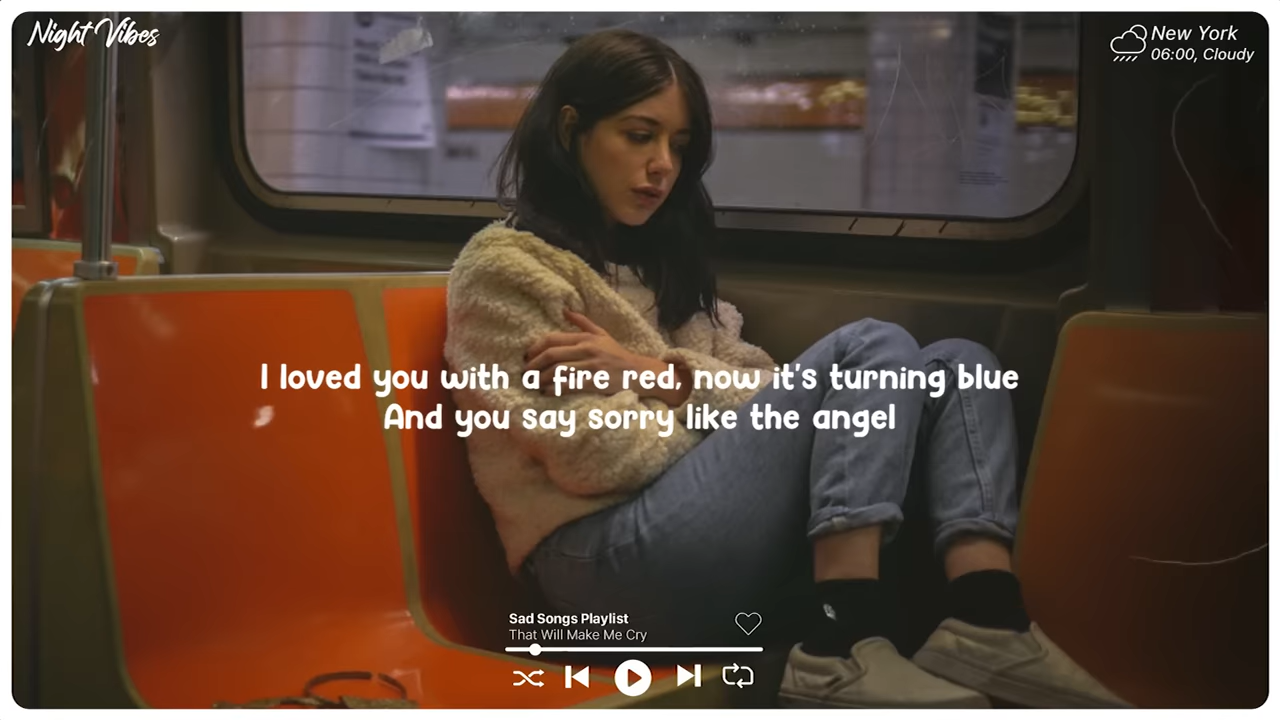 Night Vibes
New York
06:00, Cloudy
I loved you with a fire red, now it's turning blue
And you say sorry like the angel
Sad Songs Playlist
That Will Make Me Cry